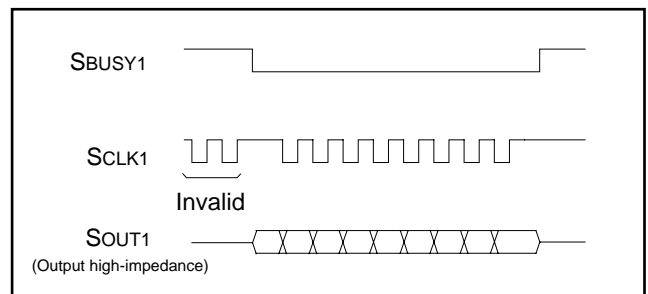 SBUSY1
SCLK1
Invalid
SOUT1
(Output high-impedance)